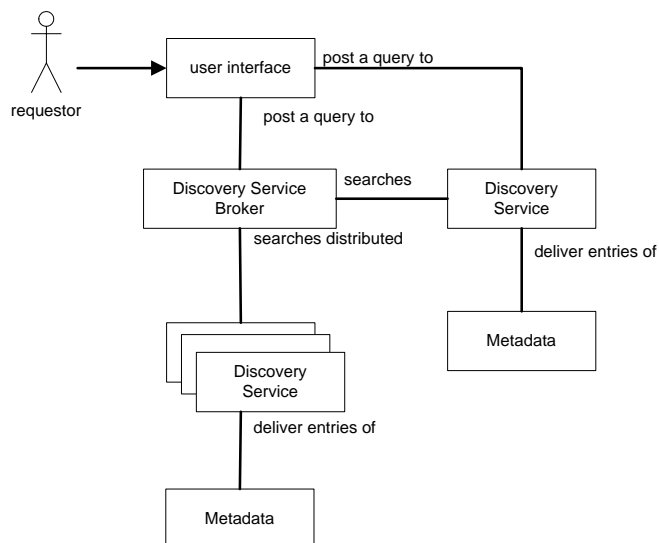 user interface
post a query to
requestor
post a query to
Discovery Service
Broker
searches
Discovery
Service
searches distributed
deliver entries of
Metadata
Discovery
Service
deliver entries of
Metadata